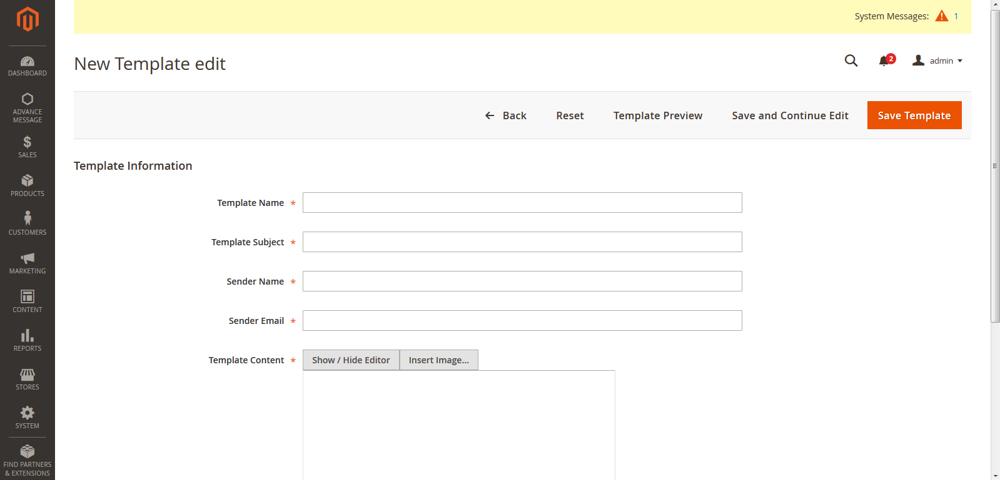 System Messages: 1
New Template edit
2
admin
Back
Reset
Template Preview
Save and Continue Edit
Save Template
DASHBOARD
ADVANCE
MESSAGE
SALES
PRODUCTS
CUSTOMERS
MARKETING
CONTENT
REPORTS
STORES
SYSTEM
FIND PARTNERS
& EXTENSIONS
Template Information
Template Name *
Template Subject *
Sender Name *
Sender Email *
Template Content *
Show / Hide Editor
Insert Image...